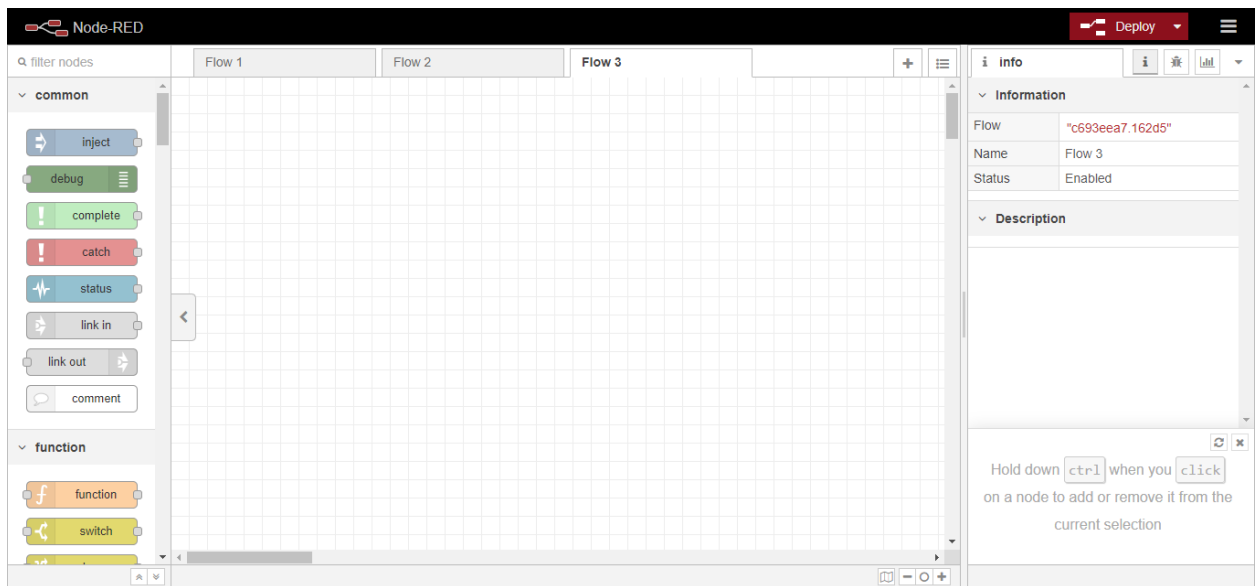 Node-RED
Deploy
filter nodes
Flow 1
Flow 2
Flow 3
i info
i
common
inject
debug
complete
catch
status
link in
link out
comment
function
function
switch
Information
Flow "c693eea7.162d5"
Name Flow 3
Status Enabled
Description
Hold down ctrl when you click
on a node to add or remove it from the
current selection